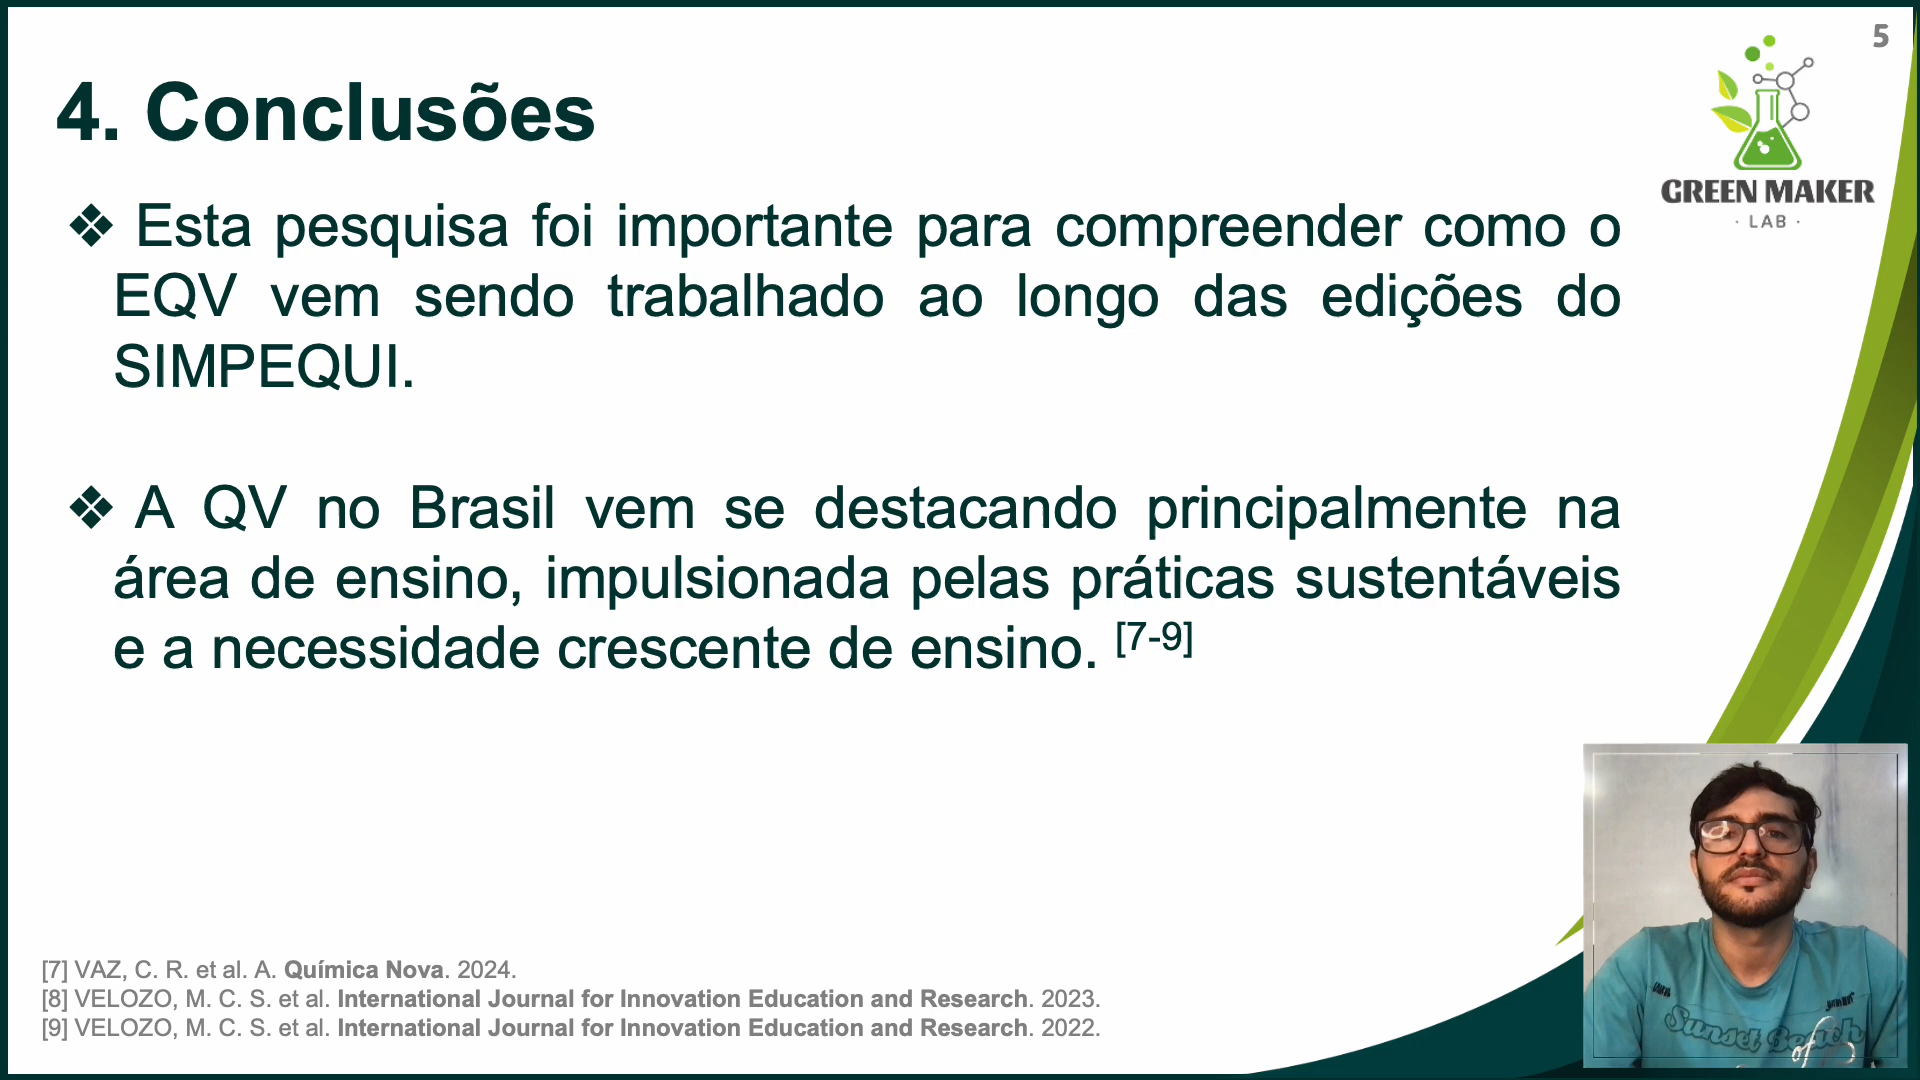 5
4. Conclusões
GREEN MAKER
· LAB ·
❖ Esta pesquisa foi importante para compreender como o
EQV vem sendo trabalhado ao longo das edições do
SIMPEQUI.
❖ A QV no Brasil vem se destacando principalmente na
área de ensino, impulsionada pelas práticas sustentáveis
e a necessidade crescente de ensino. [7-9]
[7] VAZ, C. R. et al. A. Química Nova. 2024.
[8] VELOZO, M. C. S. et al. International Journal for Innovation Education and Research. 2023.
[9] VELOZO, M. C. S. et al. International Journal for Innovation Education and Research. 2022.
Sunset Beach
of